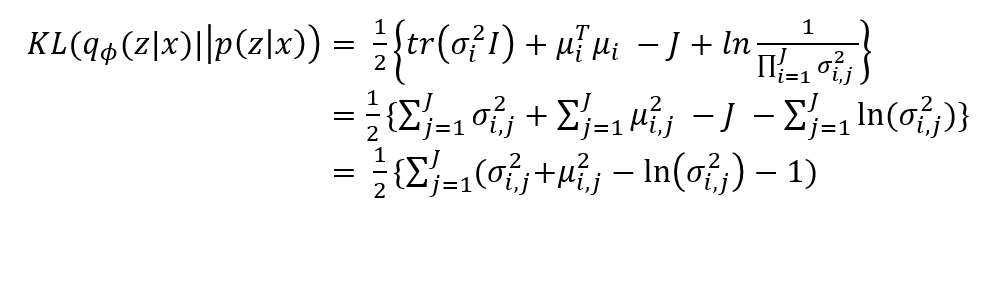 KL(q_ϕ(z|x)||p(z|x)) = 1/2 {tr(σ_i^2 I) + μ_i^T μ_i − J + ln 1/∏_{i=1}^J σ_{i,j}^2}
= 1/2 {∑_{j=1}^J σ_{i,j}^2 + ∑_{j=1}^J μ_{i,j}^2 − J − ∑_{j=1}^J ln(σ_{i,j}^2)}
= 1/2 {∑_{j=1}^J (σ_{i,j}^2+μ_{i,j}^2 − ln(σ_{i,j}^2) − 1)